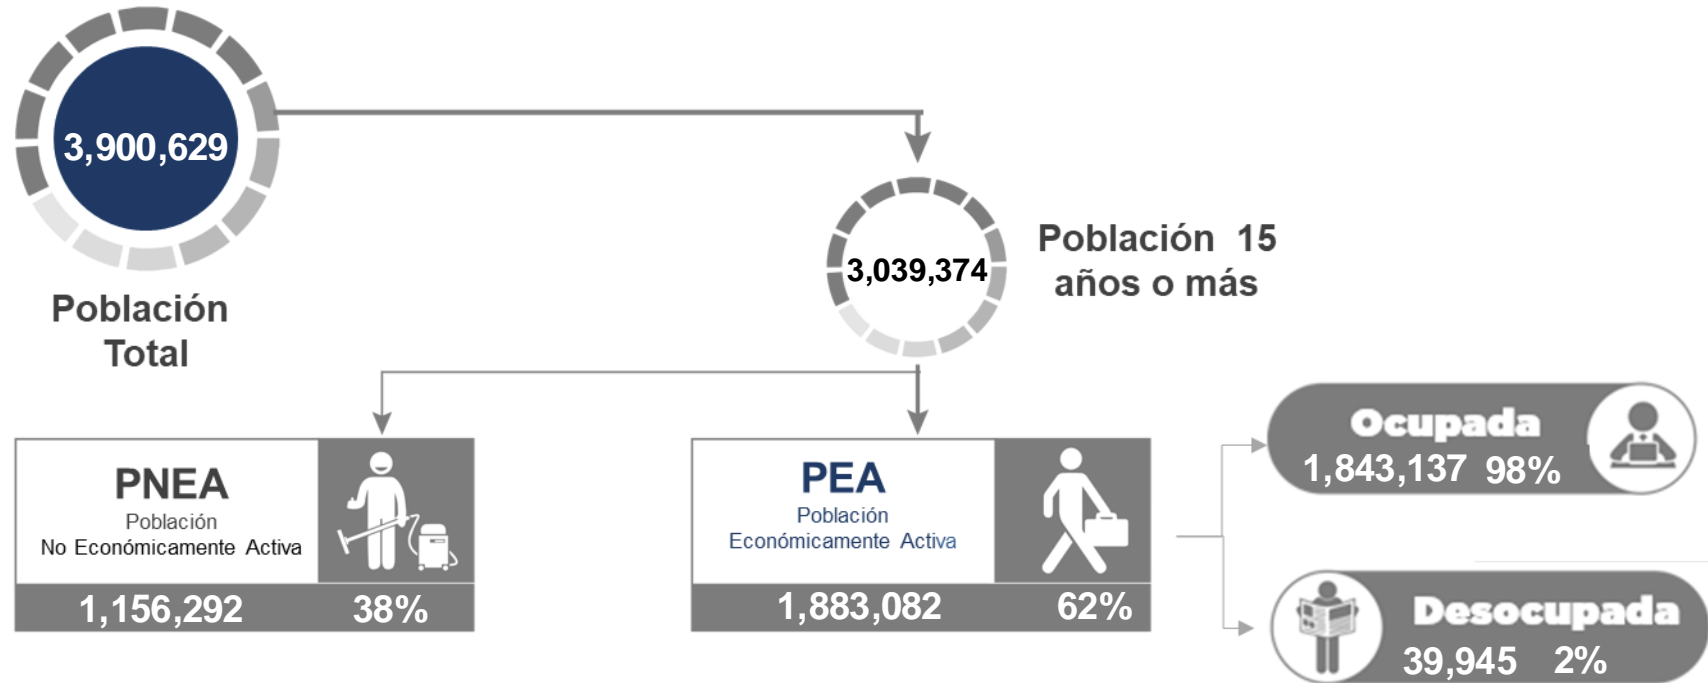 3,900,629
Población
Total
3,039,374
Población 15
años o más
PNEA
Población
No Económicamente Activa
1,156,292 38%
PEA
Población
Económicamente Activa
1,883,082 62%
Ocupada
1,843,137 98%
Desocupada
39,945 2%